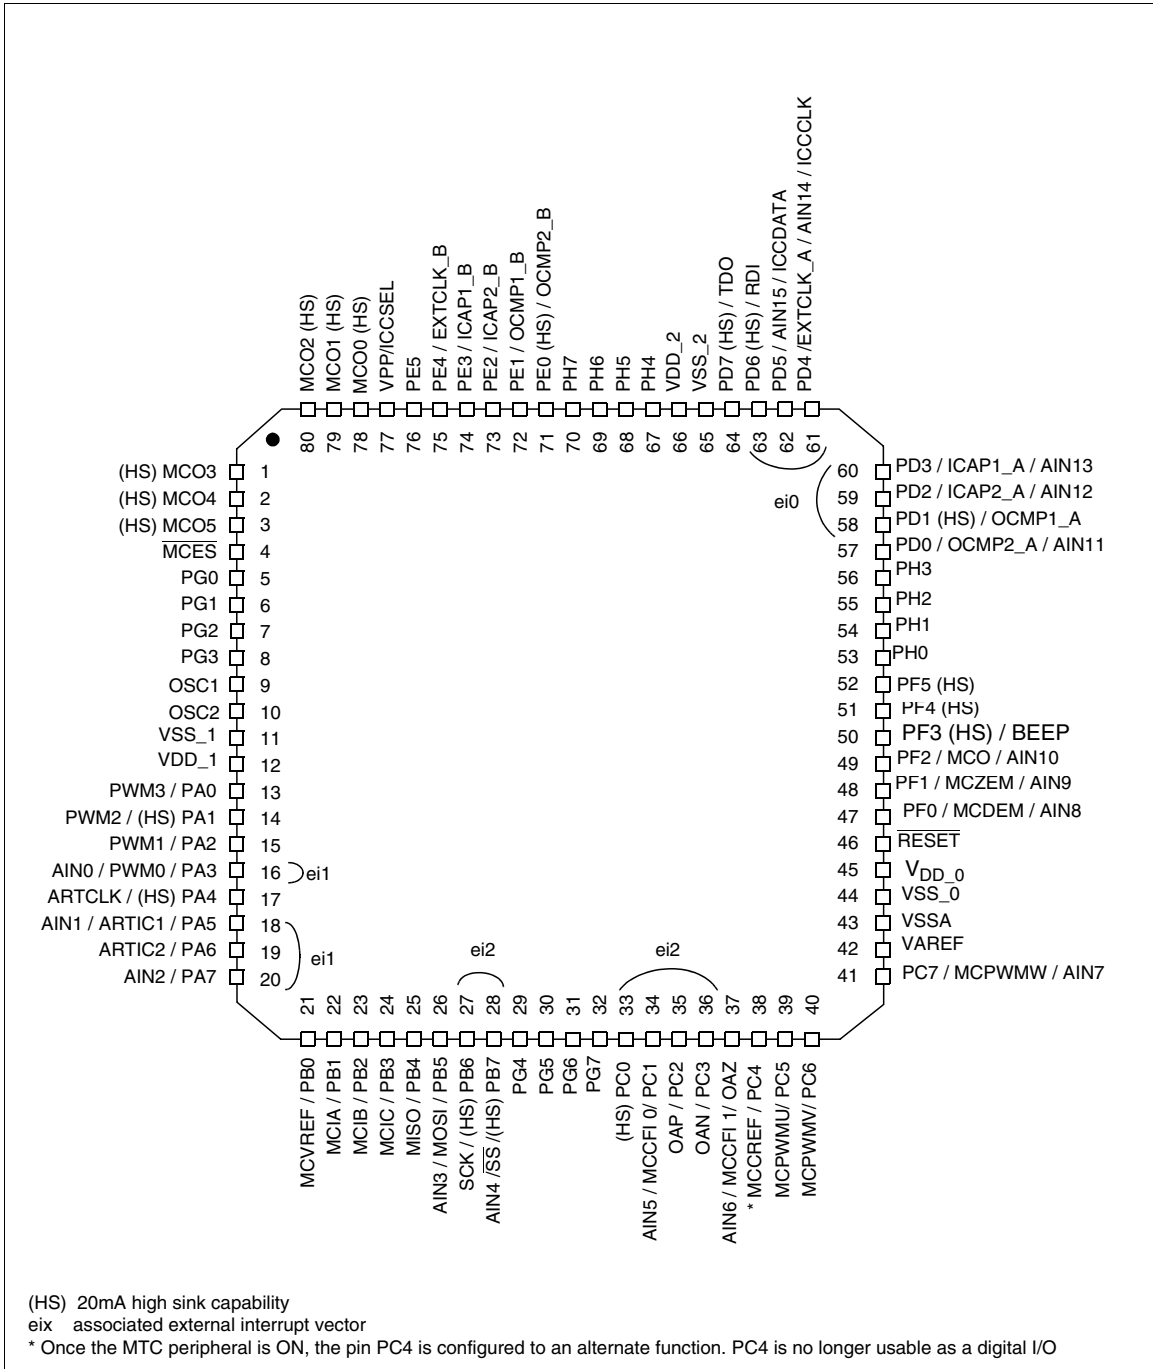 MCO2 (HS)
MCO1 (HS)
MCO0 (HS)
VPP/ICCSEL
PE5
PE4 / EXTCLK_B
PE3 / ICAP1_B
PE2 / ICAP2_B
PE1 / OCMP1_B
PE0 (HS) / OCMP2_B
PH7
PH6
PH5
PH4
VDD_2
VSS_2
PD7 (HS) / TDO
PD6 (HS) / RDI
PD5 / AIN15 / ICCDATA
PD4 /EXTCLK_A / AIN14 / ICCCLK
80 79 78 77 76 75 74 73 72 71 70 69 68 67 66 65 64 63 62 61
(HS) MCO3 1
(HS) MCO4 2
(HS) MCO5 3
MCES 4
PG0 5
PG1 6
PG2 7
PG3 8
OSC1 9
OSC2 10
VSS_1 11
VDD_1 12
PWM3 / PA0 13
PWM2 / (HS) PA1 14
PWM1 / PA2 15
AIN0 / PWM0 / PA3 16 ei1
ARTCLK / (HS) PA4 17
AIN1 / ARTIC1 / PA5 18
ARTIC2 / PA6 19
ei1
AIN2 / PA7 20
60 PD3 / ICAP1_A / AIN13
59 PD2 / ICAP2_A / AIN12
ei0
58 PD1 (HS) / OCMP1_A
57 PD0 / OCMP2_A / AIN11
56 PH3
55 PH2
54 PH1
53 PH0
52 PF5 (HS)
51 PF4 (HS)
50 PF3 (HS) / BEEP
49 PF2 / MCO / AIN10
48 PF1 / MCZEM / AIN9
47 PF0 / MCDEM / AIN8
46 RESET
45 VDD_0
44 VSS_0
43 VSSA
42 VAREF
41 PC7 / MCPWMW / AIN7
ei2 ei2
21 22 23 24 25 26 27 28 29 30 31 32 33 34 35 36 37 38 39 40
MCVREF / PB0
MCIA / PB1
MCIB / PB2
MCIC / PB3
MISO / PB4
AIN3 / MOSI / PB5
SCK / (HS) PB6
AIN4 /SS /(HS) PB7
PG4
PG5
PG6
PG7
(HS) PC0
AIN5 / MCCFI 0/ PC1
OAP / PC2
OAN / PC3
AIN6 / MCCFI 1/ OAZ
* MCCREF / PC4
MCPWMU/ PC5
MCPWMV/ PC6
(HS) 20mA high sink capability
eix associated external interrupt vector
* Once the MTC peripheral is ON, the pin PC4 is configured to an alternate function. PC4 is no longer usable as a digital I/O